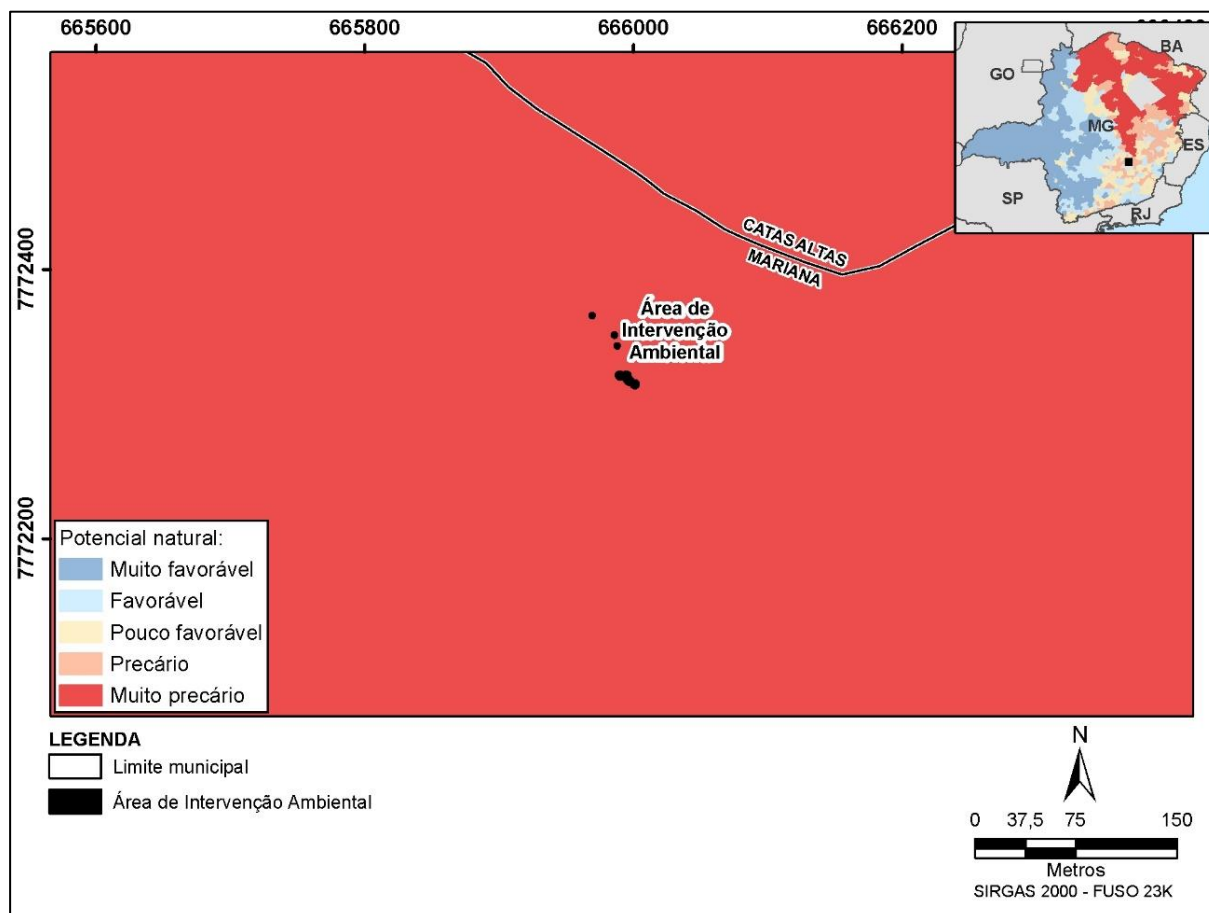 665600 665800 666000 666200
BA
GO
MG
ES
SP
RJ
7772400
7772200
CATAS ALTAS
MARIANA
Área de
Intervenção
Ambiental
Potencial natural:
Muito favorável
Favorável
Pouco favorável
Precário
Muito precário
LEGENDA
Limite municipal
Área de Intervenção Ambiental
N
0 37,5 75 150
Metros
SIRGAS 2000 - FUSO 23K